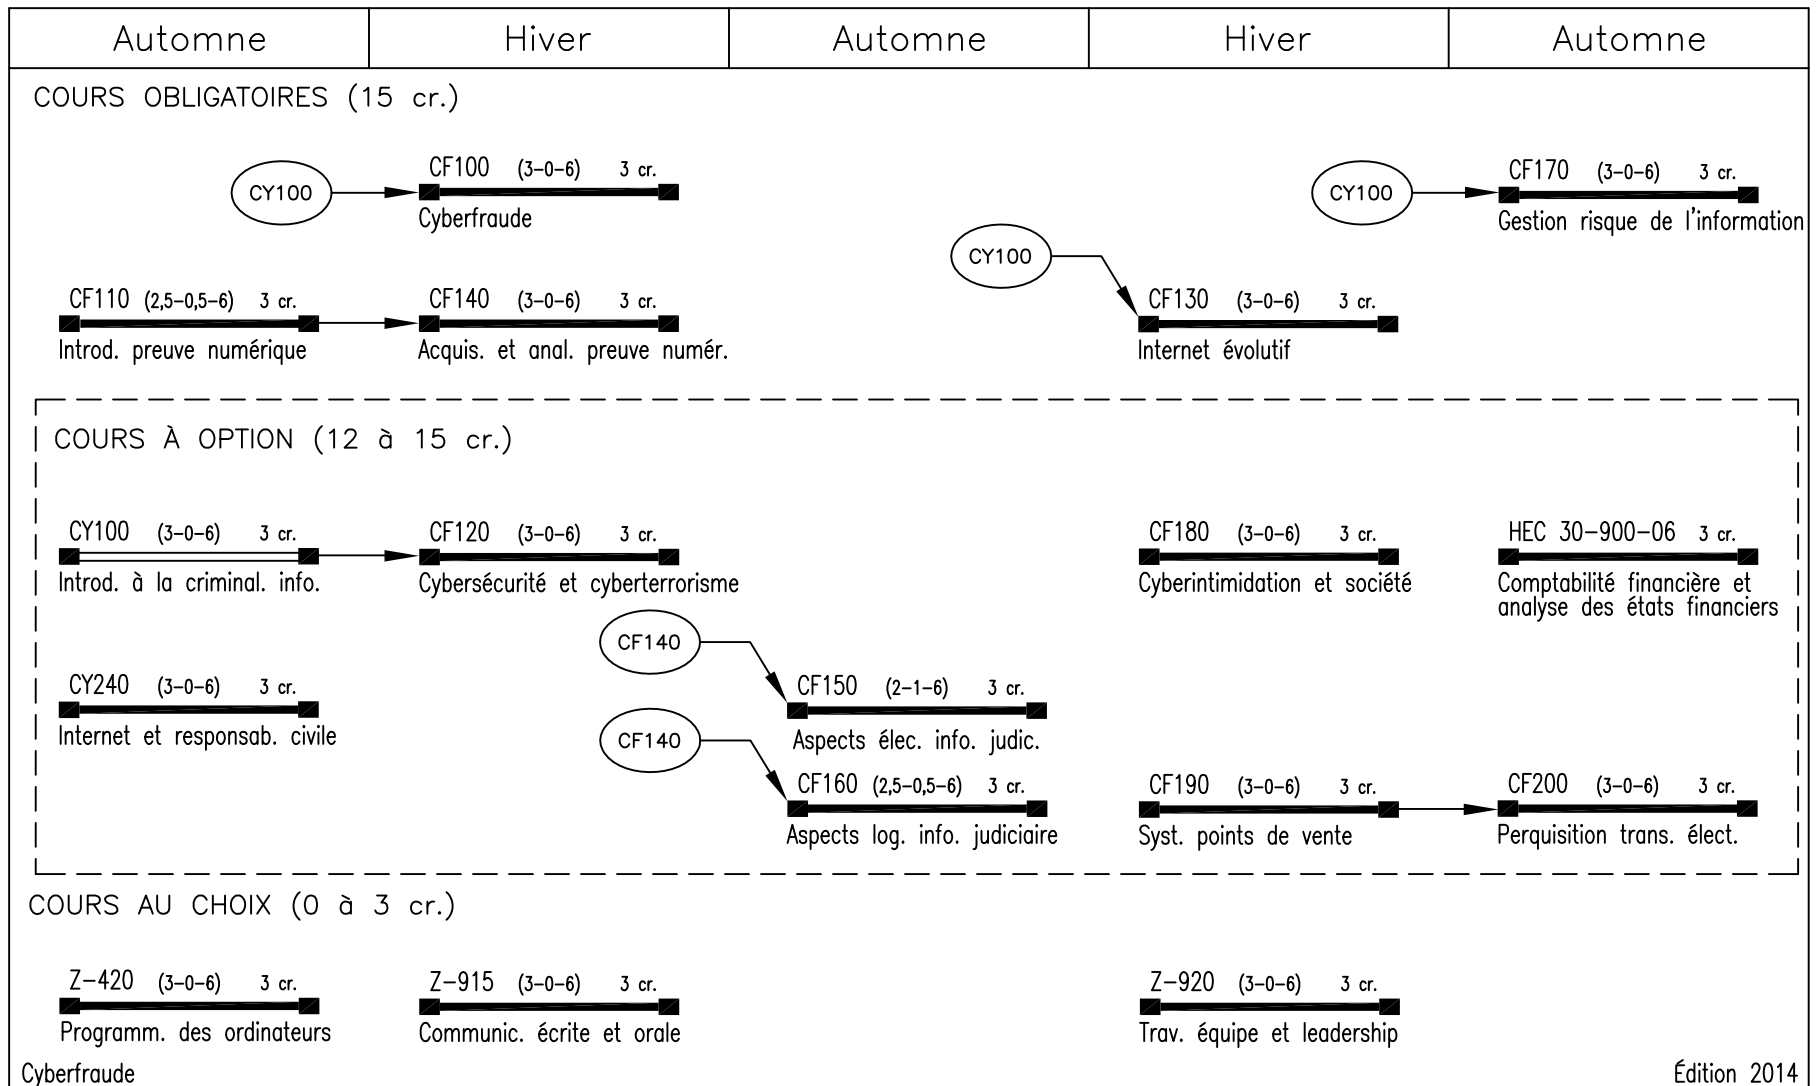 Automne Hiver Automne Hiver Automne
COURS OBLIGATOIRES (15 cr.)
CY100
CF100 (3-0-6) 3 cr.
Cyberfraude
CY100
CF170 (3-0-6) 3 cr.
Gestion risque de l'information
CY100
CF110 (2,5-0,5-6) 3 cr.
Introd. preuve numérique
CF140 (3-0-6) 3 cr.
Acquis. et anal. preuve numér.
CF130 (3-0-6) 3 cr.
Internet évolutif
COURS À OPTION (12 à 15 cr.)
CY100 (3-0-6) 3 cr.
Introd. à la criminal. info.
CF120 (3-0-6) 3 cr.
Cybersécurité et cyberterrorisme
CF180 (3-0-6) 3 cr.
Cyberintimidation et société
HEC 30-900-06 3 cr.
Comptabilité financière et
analyse des états financiers
CF140
CY240 (3-0-6) 3 cr.
Internet et responsab. civile
CF150 (2-1-6) 3 cr.
Aspects élec. info. judic.
CF140
CF160 (2,5-0,5-6) 3 cr.
Aspects log. info. judiciaire
CF190 (3-0-6) 3 cr.
Syst. points de vente
CF200 (3-0-6) 3 cr.
Perquisition trans. élect.
COURS AU CHOIX (0 à 3 cr.)
Z-420 (3-0-6) 3 cr.
Programm. des ordinateurs
Z-915 (3-0-6) 3 cr.
Communic. écrite et orale
Z-920 (3-0-6) 3 cr.
Trav. équipe et leadership
Cyberfraude
Édition 2014